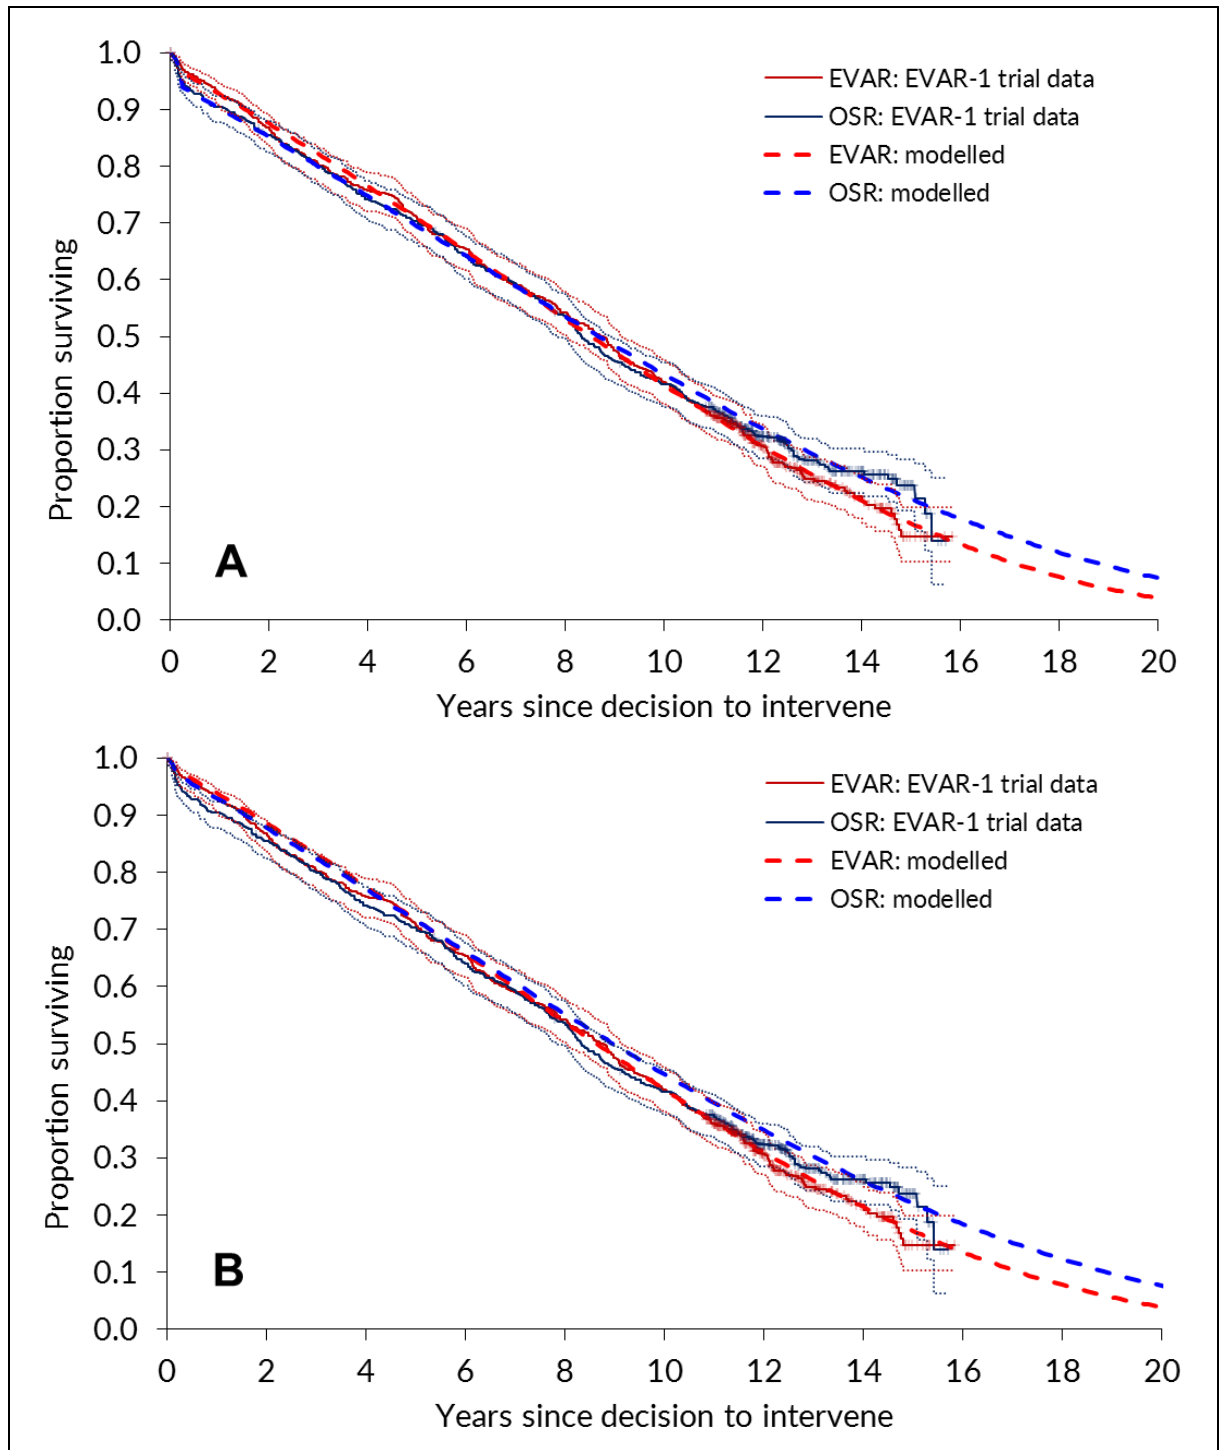 1.0
0.9
0.8
0.7
0.6
0.5
0.4
0.3
0.2
0.1
0.0
Proportion surviving
EVAR: EVAR-1 trial data
OSR: EVAR-1 trial data
EVAR: modelled
OSR: modelled
A
0 2 4 6 8 10 12 14 16 18 20
Years since decision to intervene
1.0
0.9
0.8
0.7
0.6
0.5
0.4
0.3
0.2
0.1
0.0
Proportion surviving
EVAR: EVAR-1 trial data
OSR: EVAR-1 trial data
EVAR: modelled
OSR: modelled
B
0 2 4 6 8 10 12 14 16 18 20
Years since decision to intervene